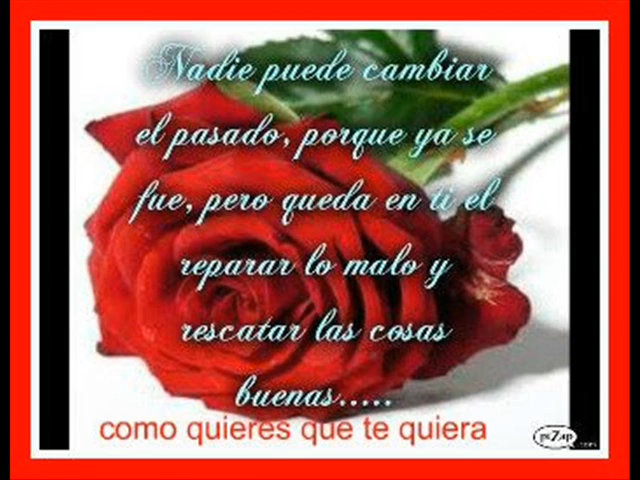 Nadie puede cambiar
el pasado, porque ya se
fue, pero queda en ti el
reparar lo malo y
rescatar las cosas
buenas.....
como quieres que te quiera
piZap
.com